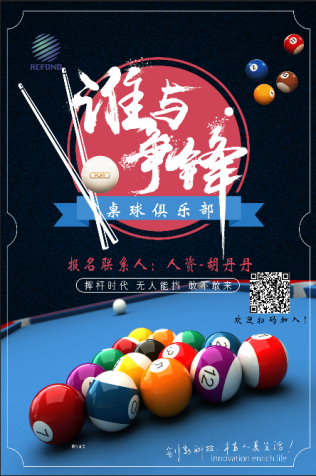 REFOND
谁与
争锋
桌球俱乐部
报名联系人：人资-胡丹丹
挥杆时代 无人能挡 敢不敢来
欢迎扫码加入！
12
创新科技，丰富人类生活！
Innovation enrich life